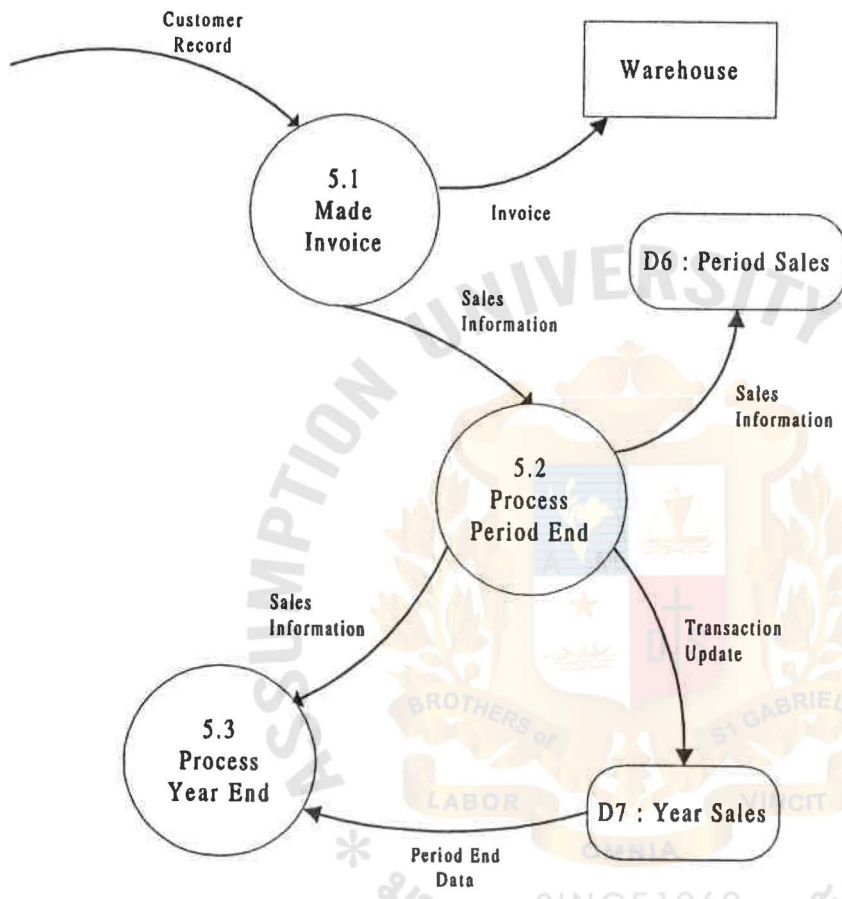 Customer
Record
Warehouse
5.1
Made
Invoice
Invoice
D6 : Period Sales
Sales
Information
Sales
Information
5.2
Process
Period End
Sales
Information
Transaction
Update
5.3
Process
Year End
D7 : Year Sales
Period End
Data
ASSUMPTION UNIVERSITY
BROTHERS of
ST GABRIEL
LABOR
VINCIT
OMNIA
SINCE1969